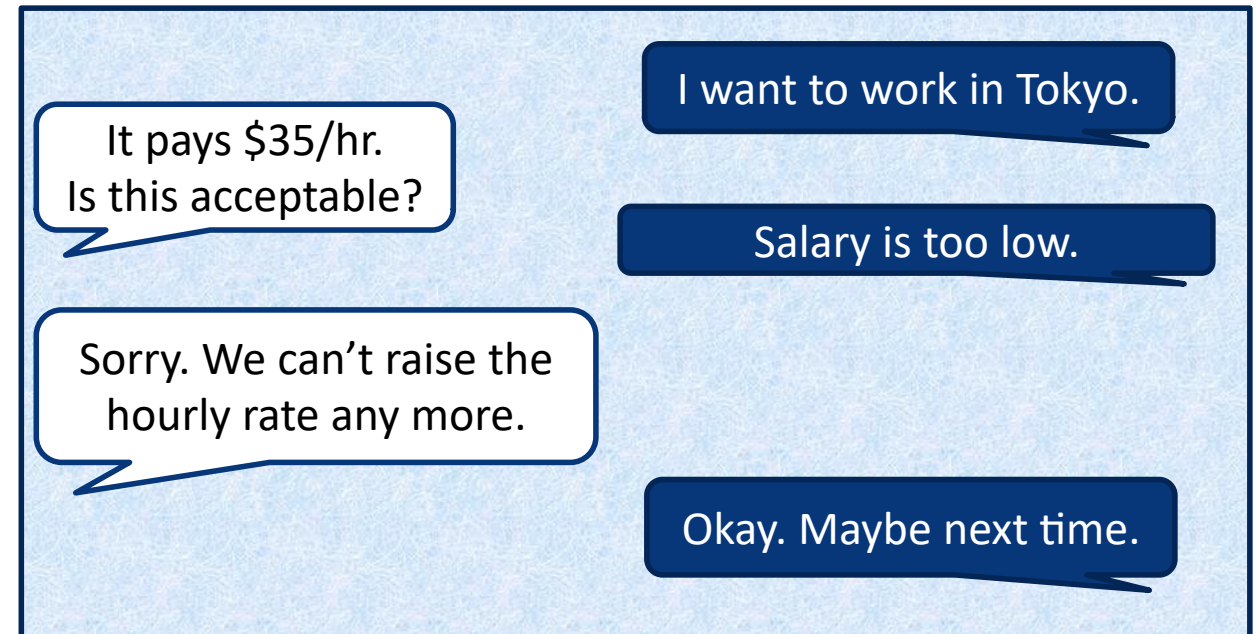 I want to work in Tokyo.
It pays $35/hr.
Is this acceptable?
Salary is too low.
Sorry. We can’t raise the
hourly rate any more.
Okay. Maybe next time.